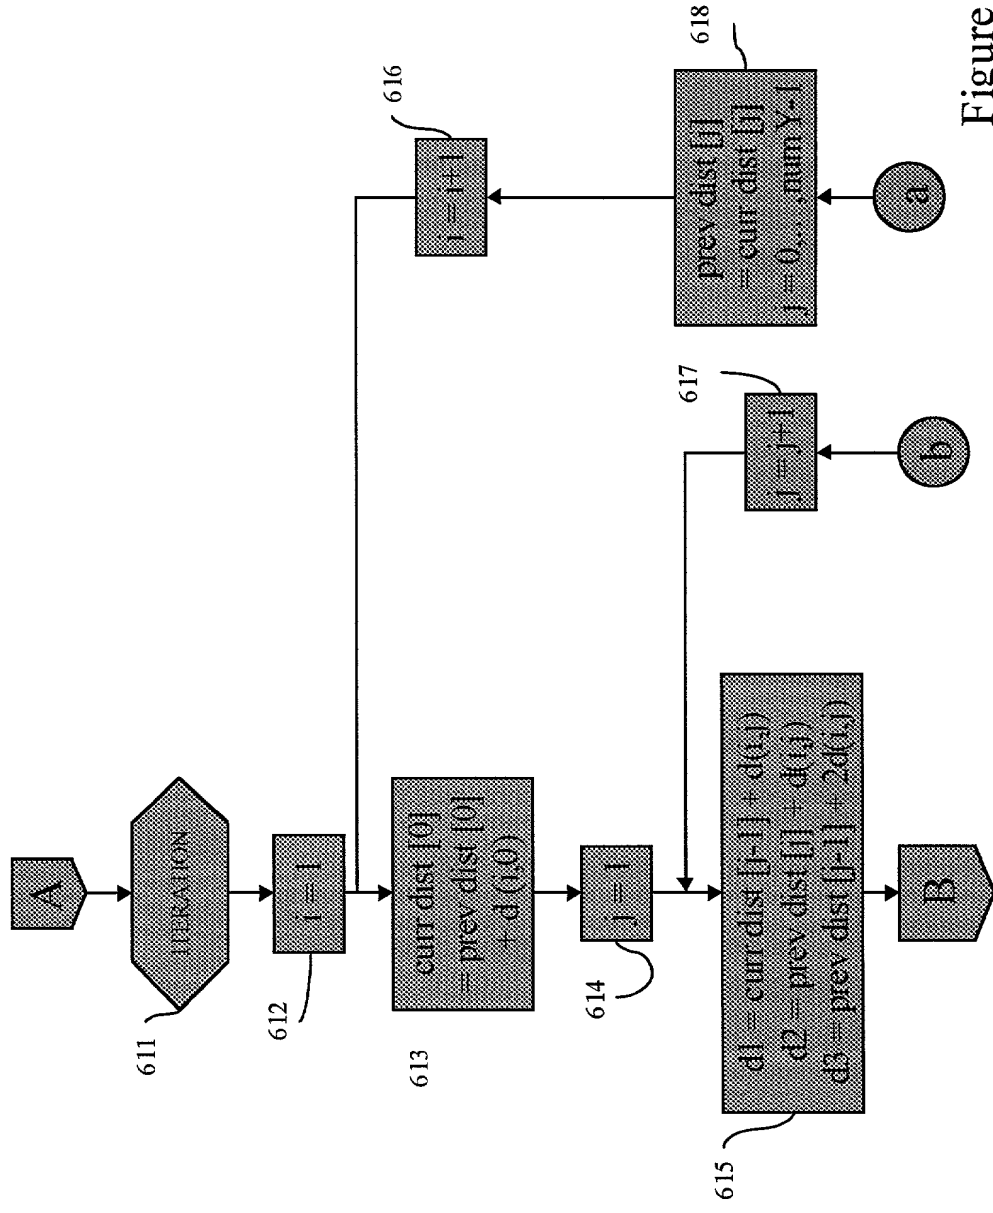 A
ITERATION
611
i = 1
612
curr dist [0]
= prev dist [0]
+ d (i,0)
613
j = 1
614
d1 = curr dist [j-1] + d(i,j)
d2 = prev dist[j] + d(i,j)
d3 = prev dist [j-1] + 2d(i,j)
615
B
i = i+1
616
j = j+1
617
b
prev dist [j]
= curr dist [j]
j = 0,...,num Y-1
618
a
Figure